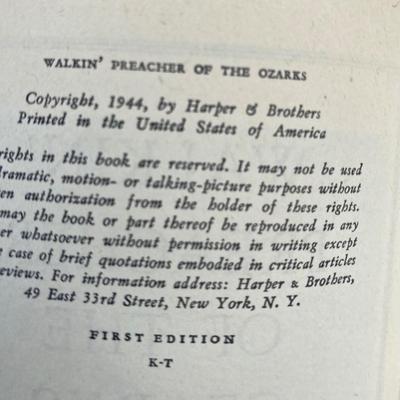 WALKIN' PREACHER OF THE OZARKS
Copyright, 1944, by Harper & Brothers
Printed in the United States of America
rights in this book are reserved. It may not be used
dramatic, motion- or talking-picture purposes without
authorization from the holder of these rights.
may the book or part thereof be reproduced in any
whatsoever without permission in writing except
case of brief quotations embodied in critical articles
For information address: Harper & Brothers,
49 East 33rd Street, New York, N. Y.
FIRST EDITION
K-T